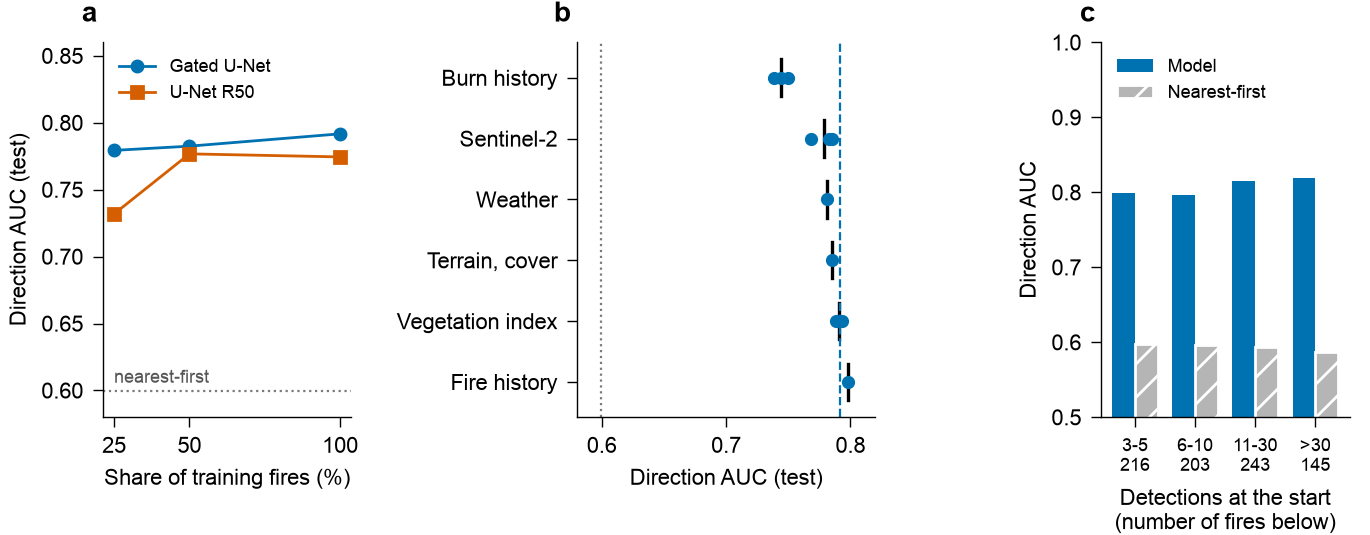 a
0.85
0.80
0.75
0.70
0.65
0.60
Direction AUC (test)
Gated U-Net
U-Net R50
nearest-first
25
50
100
Share of training fires (%)
b
Burn history
Sentinel-2
Weather
Terrain, cover
Vegetation index
Fire history
0.6
0.7
0.8
Direction AUC (test)
c
1.0
0.9
0.8
0.7
0.6
0.5
Direction AUC
Model
Nearest-first
3-5
216
6-10
203
11-30
243
>30
145
Detections at the start
(number of fires below)